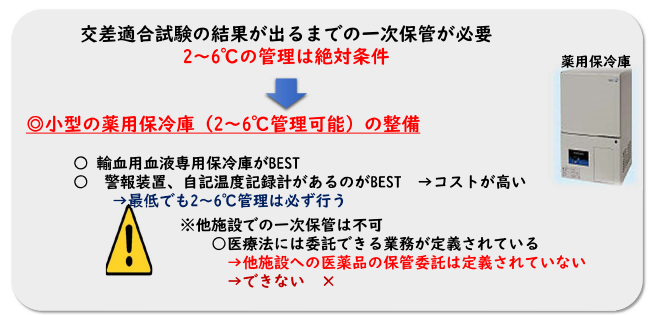 交差適合試験の結果が出るまでの一次保管が必要
2～6℃の管理は絶対条件
薬用保冷庫
◎小型の薬用保冷庫（2～6℃管理可能）の整備
○ 輸血用血液専用保冷庫がBEST
○ 警報装置、自記温度記録計があるのがBEST →コストが高い
→最低でも2～6℃管理は必ず行う
※他施設での一次保管は不可
○医療法には委託できる業務が定義されている
→他施設への医薬品の保管委託は定義されていない
→できない ×